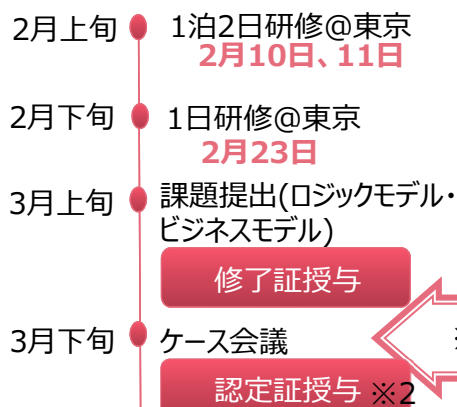 2月上旬 1泊2日研修@東京
2月10日、11日
2月下旬 1日研修@東京
2月23日
3月上旬 課題提出(ロジックモデル・
ビジネスモデル)
修了証授与
3月下旬 ケース会議
認定証授与 ※2